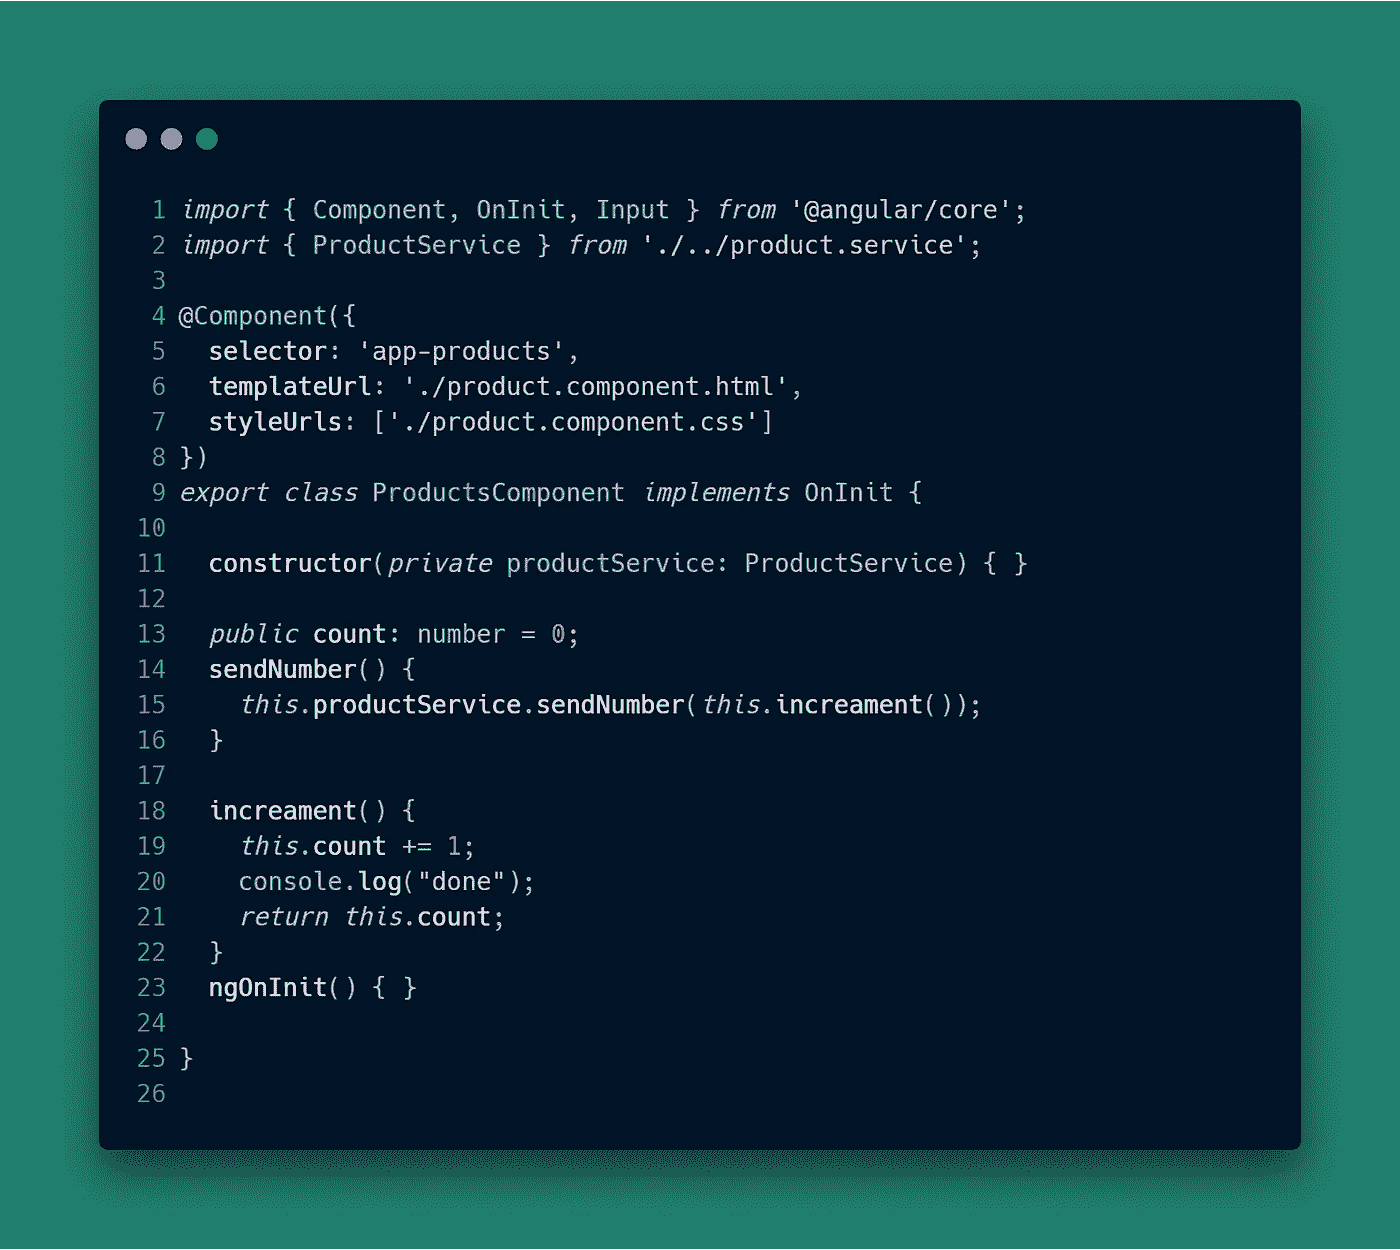 1 import { Component, OnInit, Input } from '@angular/core';
2 import { ProductService } from './../product.service';
3
4 @Component({
5   selector: 'app-products',
6   templateUrl: './product.component.html',
7   styleUrls: ['./product.component.css']
8 })
9 export class ProductsComponent implements OnInit {
10
11   constructor(private productService: ProductService) { }
12
13   public count: number = 0;
14   sendNumber() {
15     this.productService.sendNumber(this.increament());
16   }
17
18   increament() {
19     this.count += 1;
20     console.log("done");
21     return this.count;
22   }
23   ngOnInit() { }
24
25 }
26